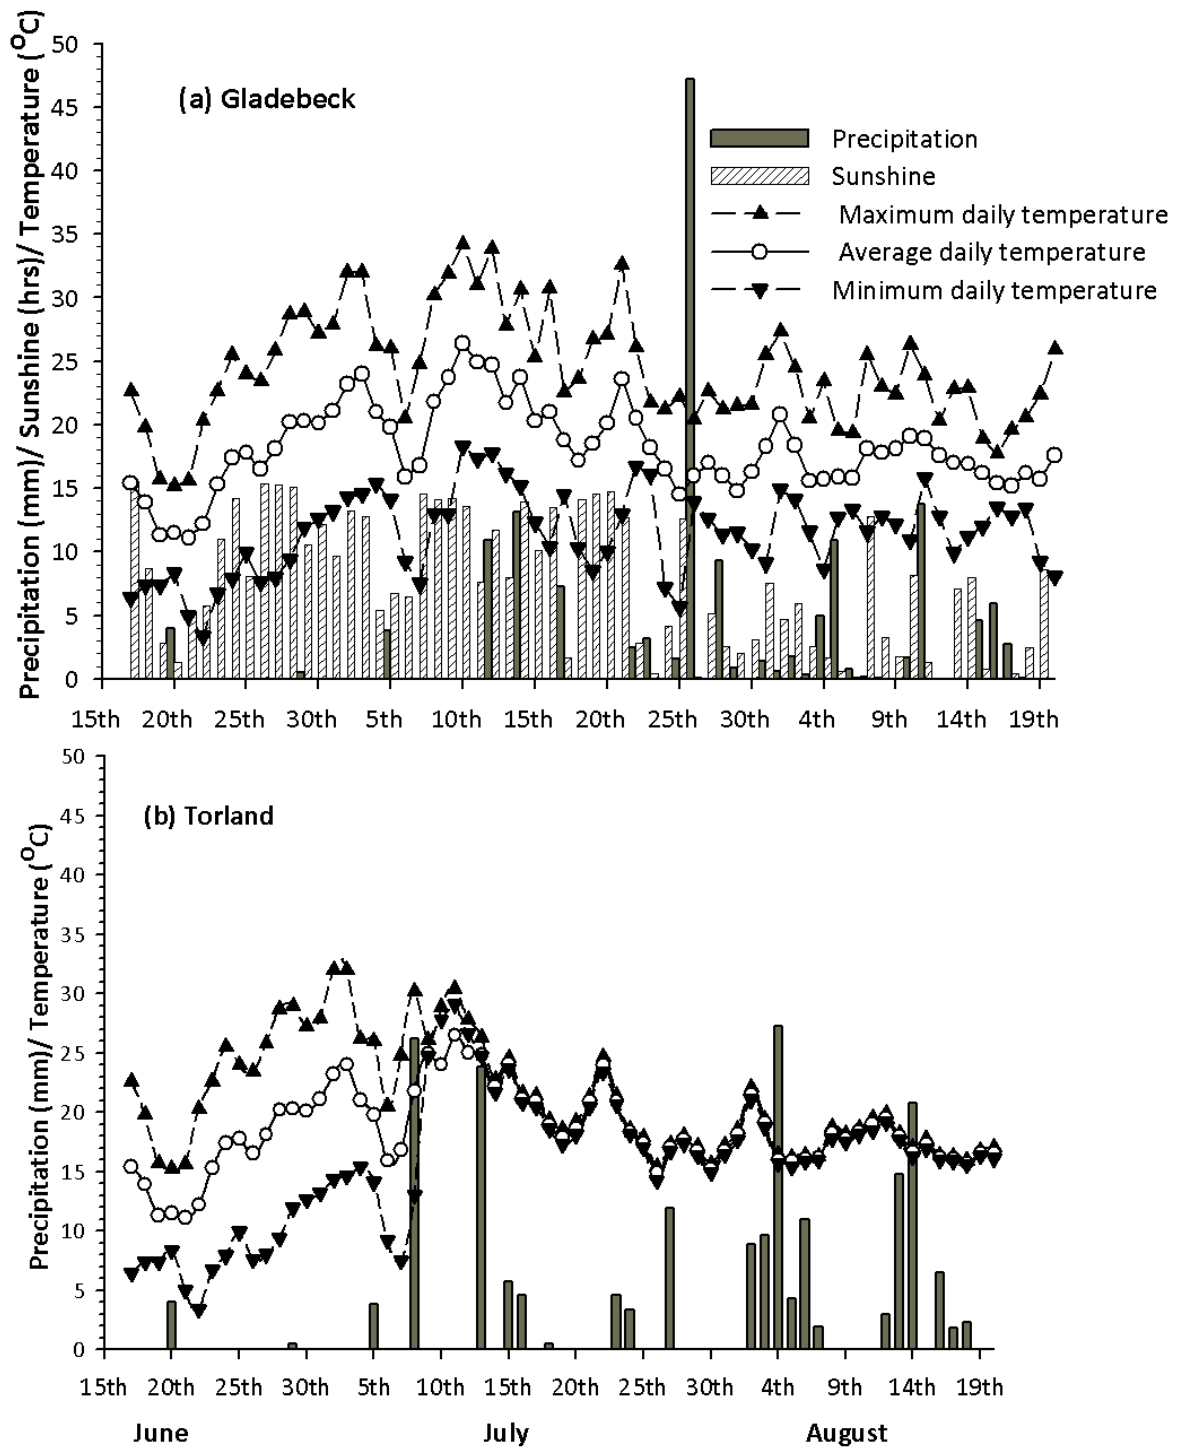 Precipitation (mm)/ Sunshine (hrs)/ Temperature (°C)
50
45
40
35
30
25
20
15
10
5
0
(a) Gladebeck
Precipitation
Sunshine
Maximum daily temperature
Average daily temperature
Minimum daily temperature
15th 20th 25th 30th 5th 10th 15th 20th 25th 30th 4th 9th 14th 19th
Precipitation (mm)/ Temperature (°C)
50
45
40
35
30
25
20
15
10
5
0
(b) Torland
15th 20th 25th 30th 5th 10th 15th 20th 25th 30th 4th 9th 14th 19th
June July August